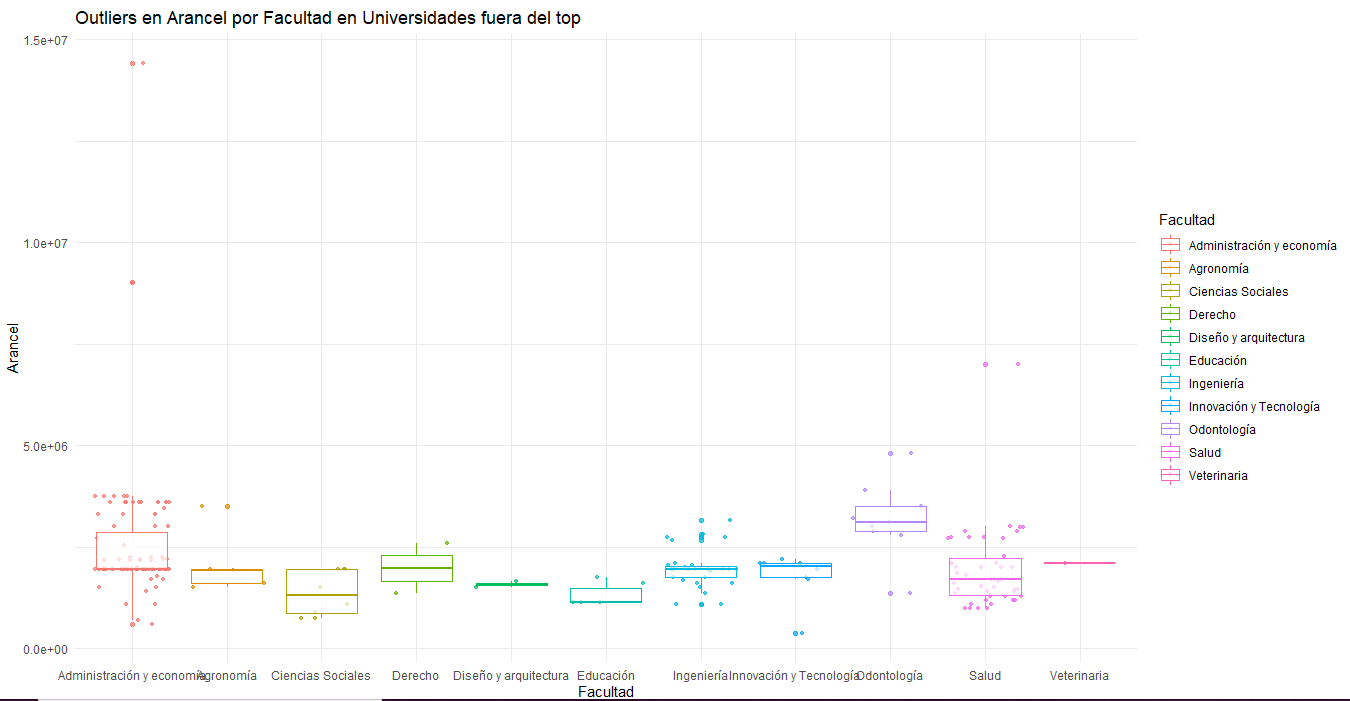 Outliers en Arancel por Facultad en Universidades fuera del top
1.5e+07
1.0e+07
5.0e+06
0.0e+00
Arancel
Administración y economía Agronomía Ciencias Sociales Derecho Diseño y arquitectura Educación Ingeniería Innovación y Tecnología Odontología Salud Veterinaria
Facultad
Facultad
Administración y economía
Agronomía
Ciencias Sociales
Derecho
Diseño y arquitectura
Educación
Ingeniería
Innovación y Tecnología
Odontología
Salud
Veterinaria